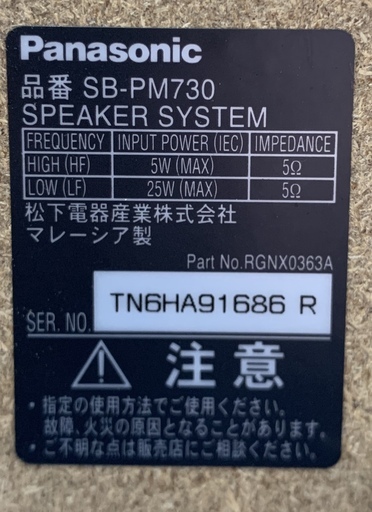 Panasonic
品番 SB-PM730
SPEAKER SYSTEM
FREQUENCY INPUT POWER (IEC) IMPEDANCE
HIGH (HF) 5W (MAX) 5Ω
LOW (LF) 25W (MAX) 5Ω
松下電器産業株式会社
マレーシア製
Part No.RGNX0363A
SER. NO. TN6HA91686 R
注意
・指定の使用方法でご使用ください。
故障、火災の原因となることがあります。
・ご不明な点は販売店にご相談ください。